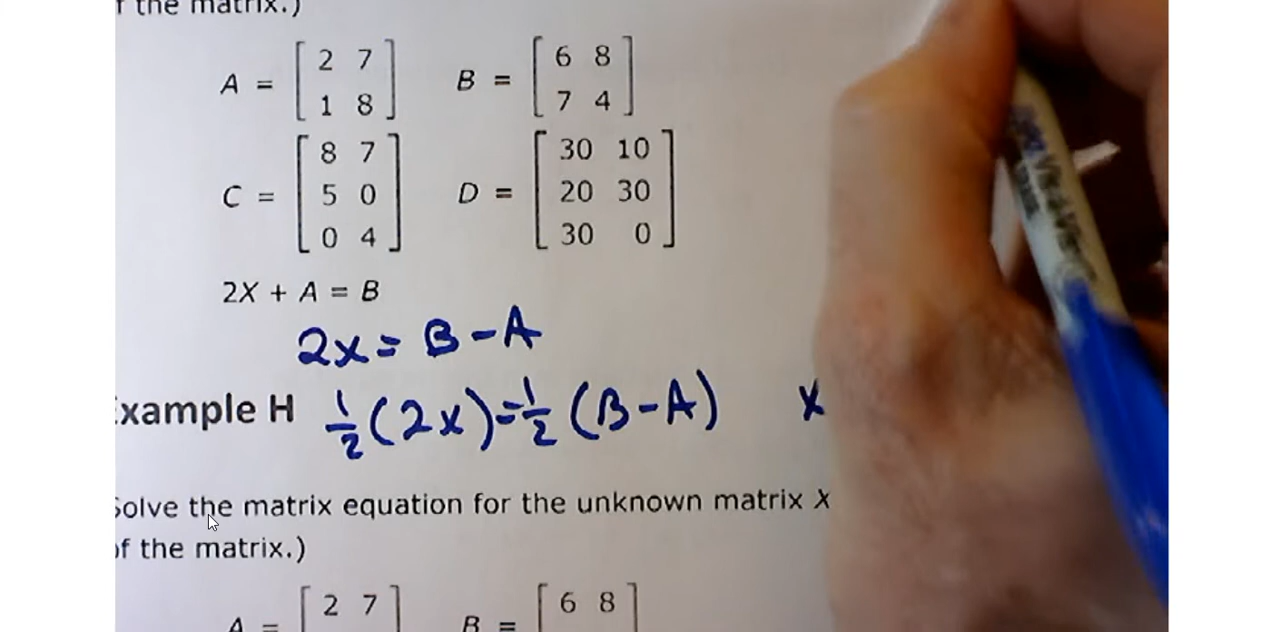 the matrix.)
A = [ 2 7 ] B = [ 6 8 ]
[ 1 8 ] [ 7 4 ]
C = [ 8 7 ] D = [ 30 10 ]
[ 5 0 ] [ 20 30 ]
[ 0 4 ] [ 30 0 ]
2X + A = B
2x = B - A
xample H 1/2 (2x) = 1/2 (B - A) x
Solve the matrix equation for the unknown matrix X
of the matrix.)
A = [ 2 7 ] B = [ 6 8 ]